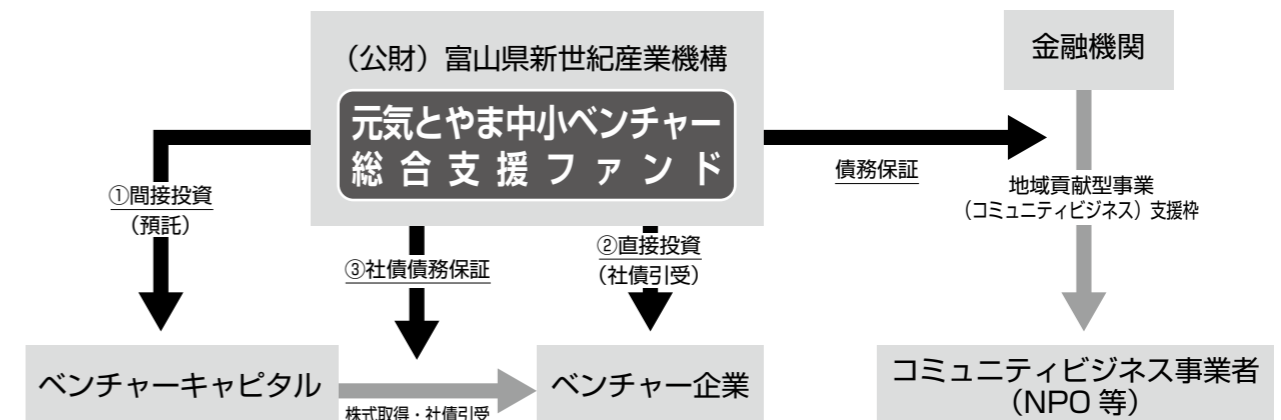 (公財)富山県新世紀産業機構
元気とやま中小ベンチャー
総合支援ファンド
金融機関
債務保証
地域貢献型事業
(コミュニティビジネス)支援枠
①間接投資
(預託)
③社債債務保証
②直接投資
(社債引受)
ベンチャーキャピタル
株式取得・社債引受
ベンチャー企業
コミュニティビジネス事業者
(NPO 等)